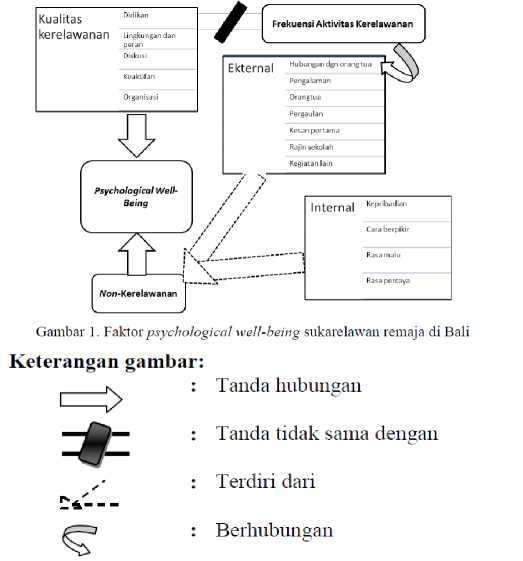 Kualitas
kerelawanan
Didikan
Lingkungan dan
peran
Diskusi
Keaktifan
Organisasi
Frekuensi Aktivitas Kerelawanan
Ekternal
Hubungan dgn orang tua
Pengalaman
Orang tua
Pergaulan
Kesan pertama
Rajin sekolah
Kegiatan lain
Psychological Well-
Being
Internal
Kepribadian
Cara berpikir
Rasa malu
Rasa percaya
Non-Kerelawanan
Gambar 1. Faktor psychological well-being sukarelawan remaja di Bali
Keterangan gambar:
: Tanda hubungan
: Tanda tidak sama dengan
: Terdiri dari
: Berhubungan